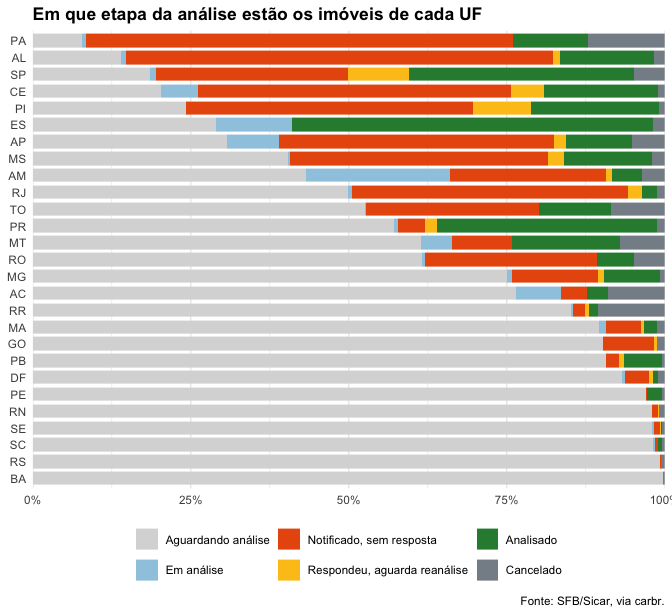 Em que etapa da análise estão os imóveis de cada UF
PA
AL
SP
CE
PI
ES
AP
MS
AM
RJ
TO
PR
MT
RO
MG
AC
RR
MA
GO
PB
DF
PE
RN
SE
SC
RS
BA
0% 25% 50% 75% 100%
Aguardando análise Notificado, sem resposta Analisado
Em análise Respondeu, aguarda reanálise Cancelado
Fonte: SFB/Sicar, via carbr.